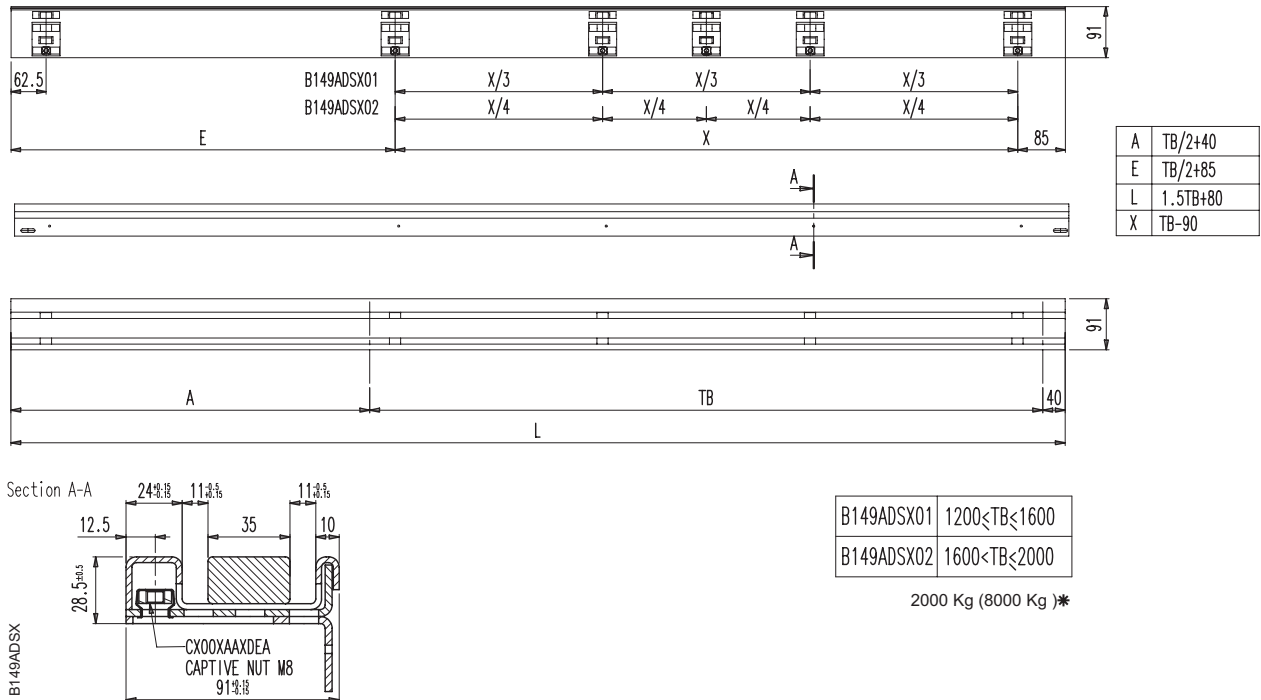 91
62.5
B149ADSX01 X/3 X/3 X/3
B149ADSX02 X/4 X/4 X/4 X/4
E X 85
A TB/2+40
E TB/2+85
L 1.5TB+80
X TB-90
A
A
91
A TB 40
L
Section A-A
24 11 11
12.5 35 10
28.5±0.5
CX00XAAXDEA
CAPTIVE NUT M8
91
B149ADSX
B149ADSX01 1200≤TB≤1600
B149ADSX02 1600<TB≤2000
2000 Kg (8000 Kg )✱